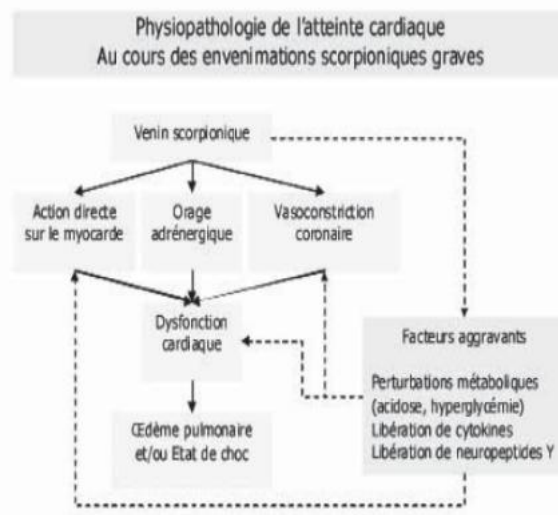 Physiopathologie de l'atteinte cardiaque
Au cours des envenimations scorpioniques graves
Venin scorpionique
Action directe
sur le myocarde
Orage
adrénergique
Vasoconstriction
coronaire
Dysfonction
cardiaque
Œdème pulmonaire
et/ou Etat de choc
Facteurs aggravants
Perturbations métaboliques
(acidose, hyperglycémie)
Libération de cytokines
Libération de neuropeptides Y